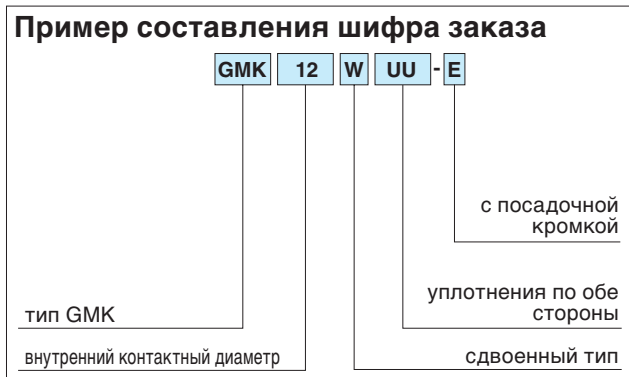 Пример составления шифра заказа
GMK 12 W UU - E
с посадочной
кромкой
уплотнения по обе
стороны
тип GMK
внутренний контактный диаметр
сдвоенный тип